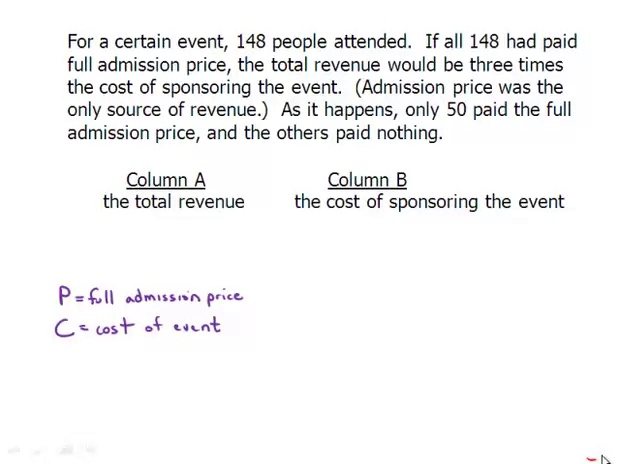 For a certain event, 148 people attended. If all 148 had paid
full admission price, the total revenue would be three times
the cost of sponsoring the event. (Admission price was the
only source of revenue.) As it happens, only 50 paid the full
admission price, and the others paid nothing.
Column A Column B
the total revenue the cost of sponsoring the event
P = full admission price
C = cost of event